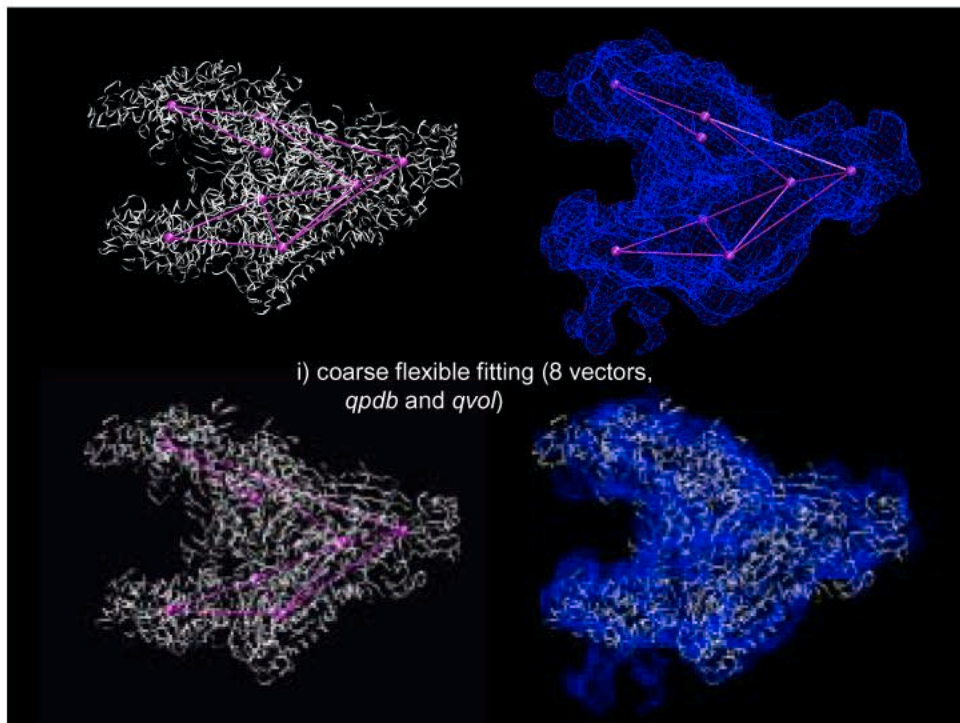 i) coarse flexible fitting (8 vectors,
qpdb and qvol)